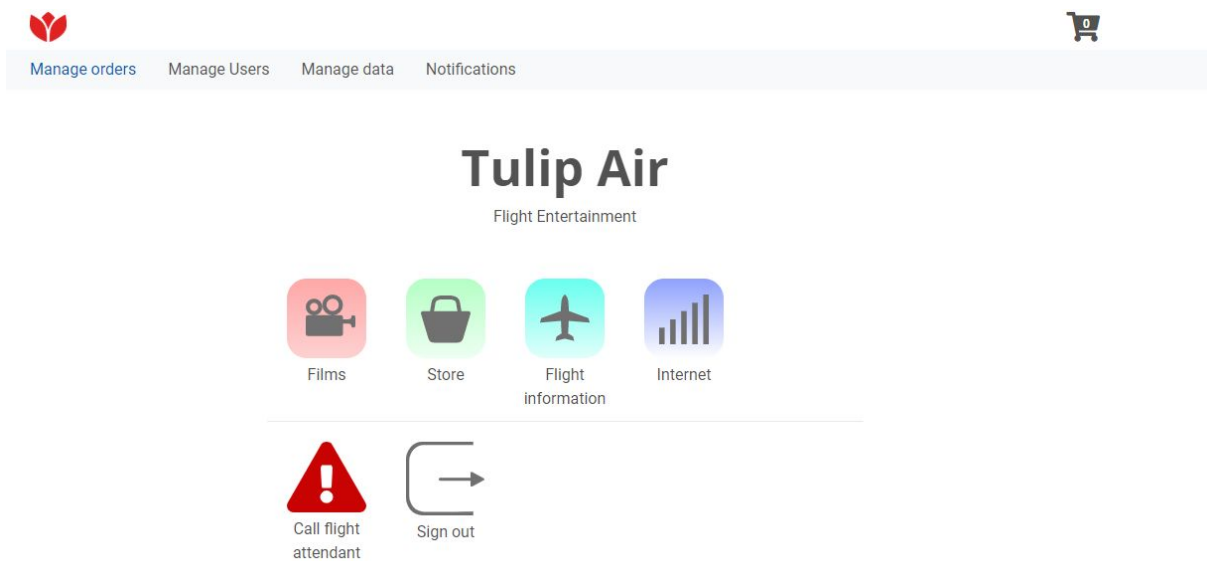 0
Manage orders Manage Users Manage data Notifications
Tulip Air
Flight Entertainment
Films Store Flight information Internet
Call flight attendant Sign out